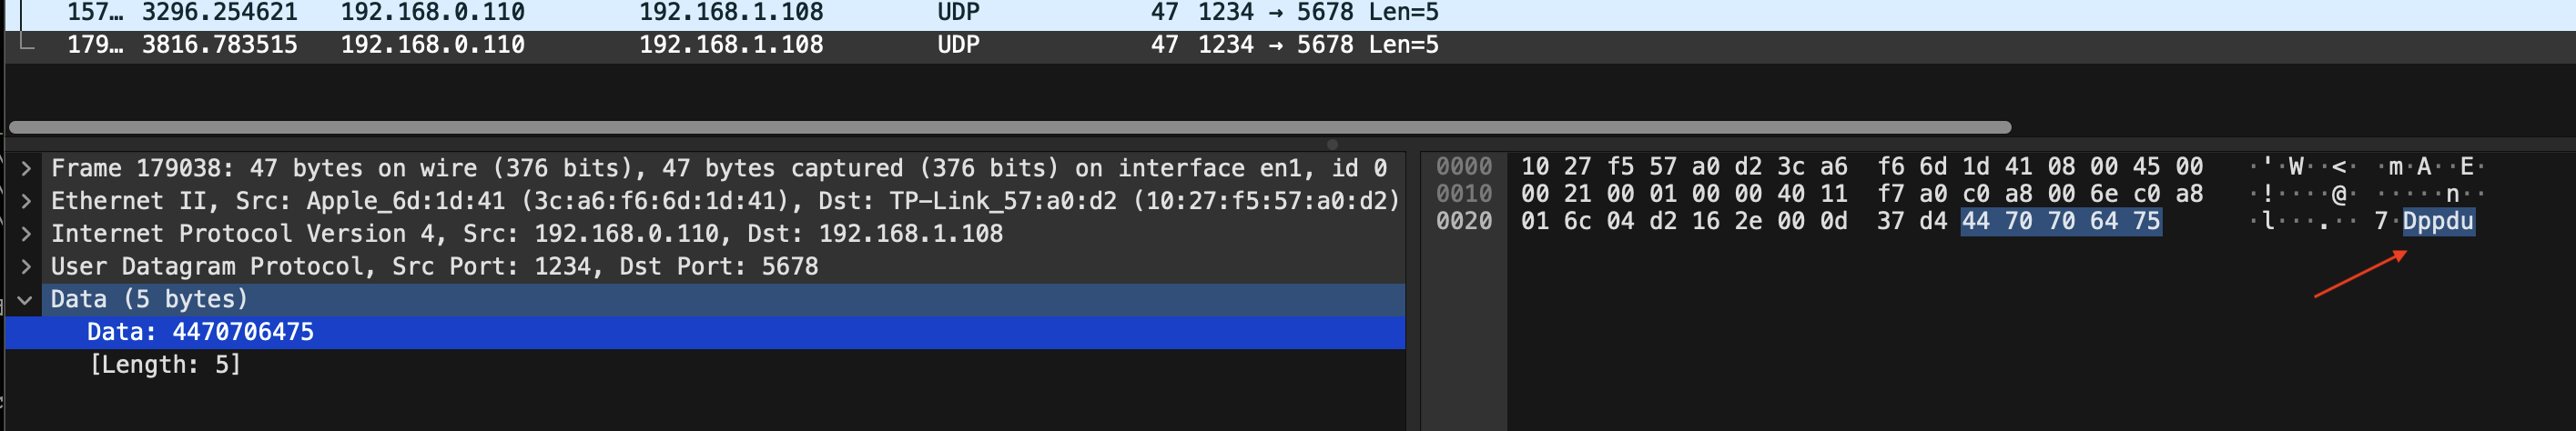 157… 3296.254621 192.168.0.110 192.168.1.108 UDP 47 1234 → 5678 Len=5
179… 3816.783515 192.168.0.110 192.168.1.108 UDP 47 1234 → 5678 Len=5
Frame 179038: 47 bytes on wire (376 bits), 47 bytes captured (376 bits) on interface en1, id 0
Ethernet II, Src: Apple_6d:1d:41 (3c:a6:f6:6d:1d:41), Dst: TP-Link_57:a0:d2 (10:27:f5:57:a0:d2)
Internet Protocol Version 4, Src: 192.168.0.110, Dst: 192.168.1.108
User Datagram Protocol, Src Port: 1234, Dst Port: 5678
Data (5 bytes)
Data: 4470706475
[Length: 5]
0000 10 27 f5 57 a0 d2 3c a6 f6 6d 1d 41 08 00 45 00 ·'·W··<· ·m·A··E·
0010 00 21 00 01 00 00 40 11 f7 a0 c0 a8 00 6e c0 a8 ·!····@· ·····n··
0020 01 6c 04 d2 16 2e 00 0d 37 d4 44 70 70 64 75 ·l···.·· 7·Dppdu